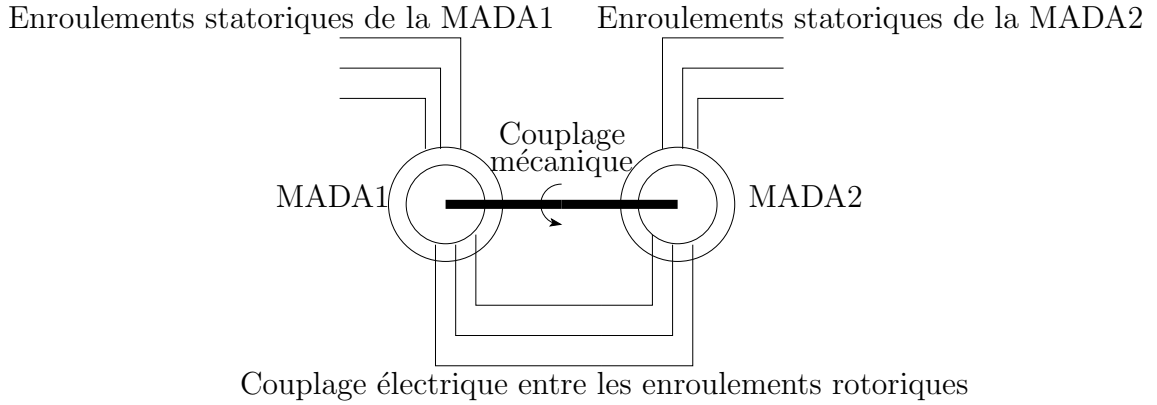 Enroulements statoriques de la MADA1
Enroulements statoriques de la MADA2
Couplage
mécanique
MADA1
MADA2
Couplage électrique entre les enroulements rotoriques